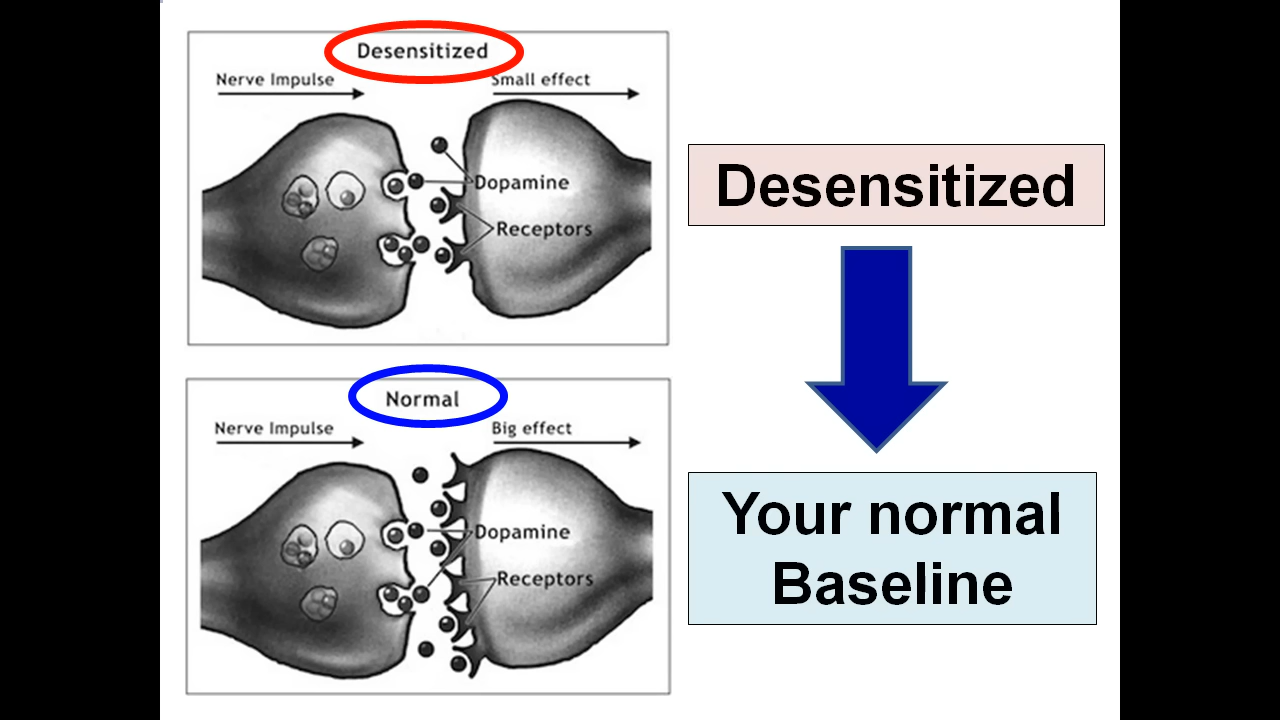 Desensitized
Nerve Impulse
Small effect
Dopamine
Receptors
Desensitized
Normal
Nerve Impulse
Big effect
Dopamine
Receptors
Your normal
Baseline